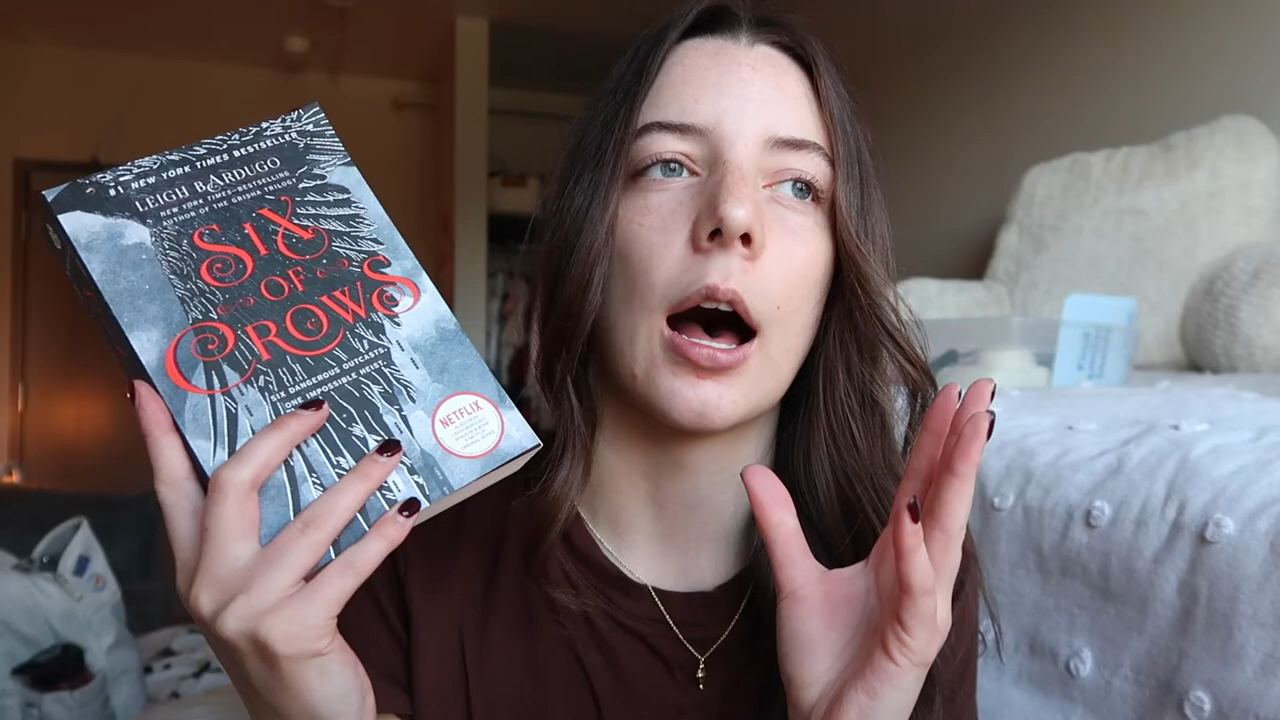 #1 NEW YORK TIMES BESTSELLER
LEIGH BARDUGO
NEW YORK TIMES–BESTSELLING
AUTHOR OF THE GRISHA TRILOGY
SIX
OF
CROWS
SIX DANGEROUS OUTCASTS.
ONE IMPOSSIBLE HEIST.
NETFLIX